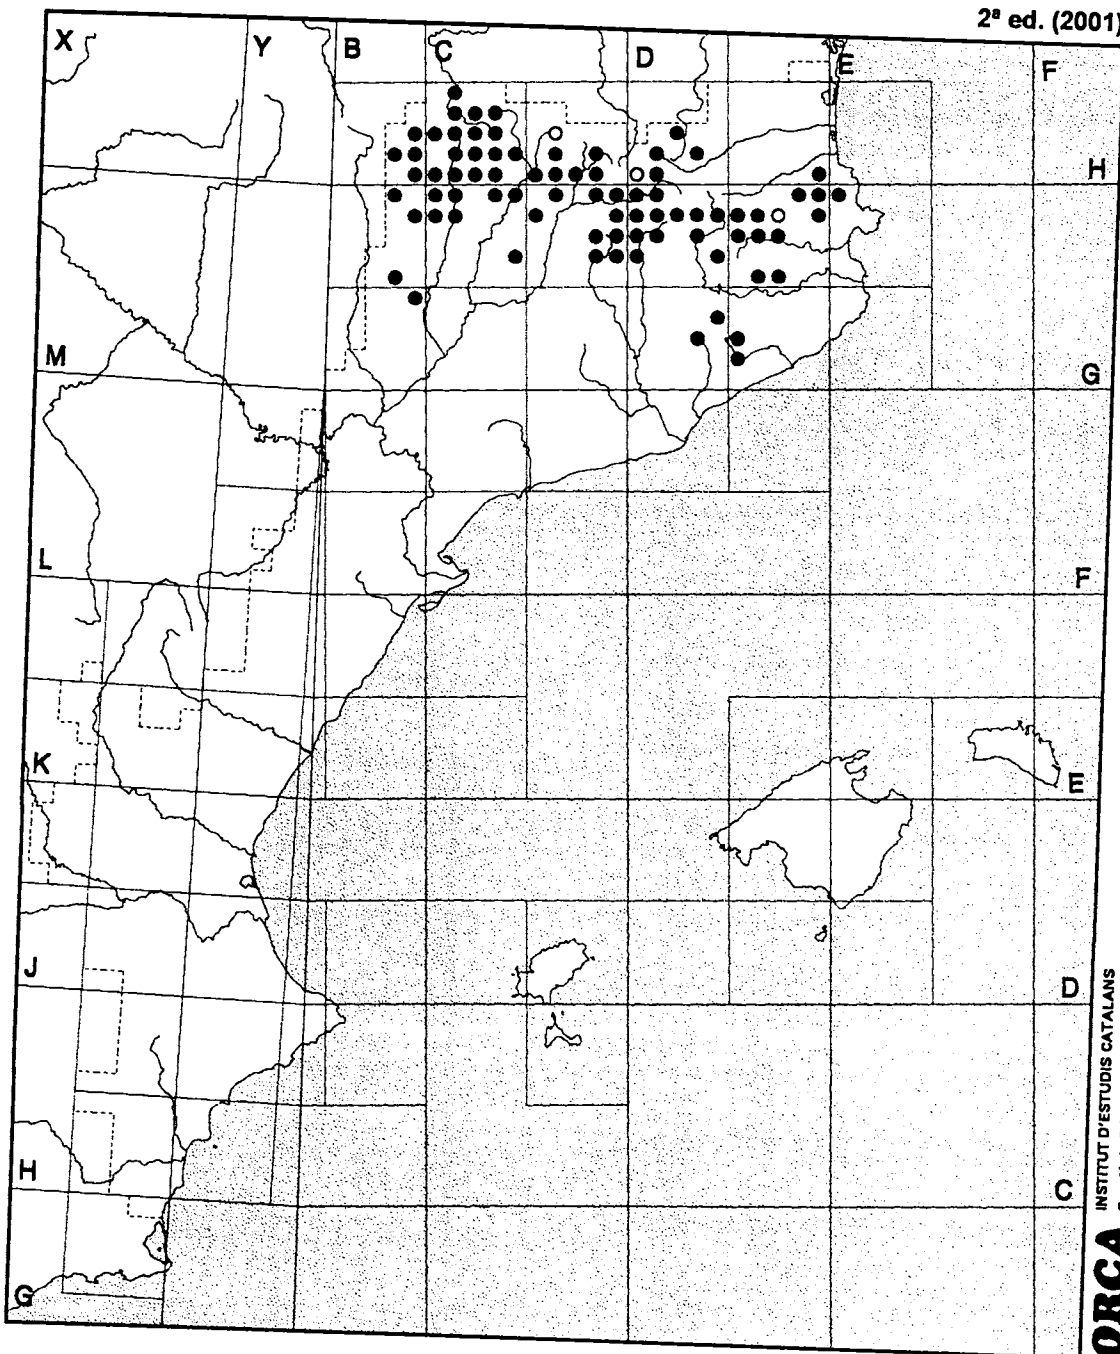 2ª ed. (2001)
X Y B C D E F
H
M G
L F
K E
J D
H C
G
ORCA INSTITUT D'ESTUDIS CATALANS